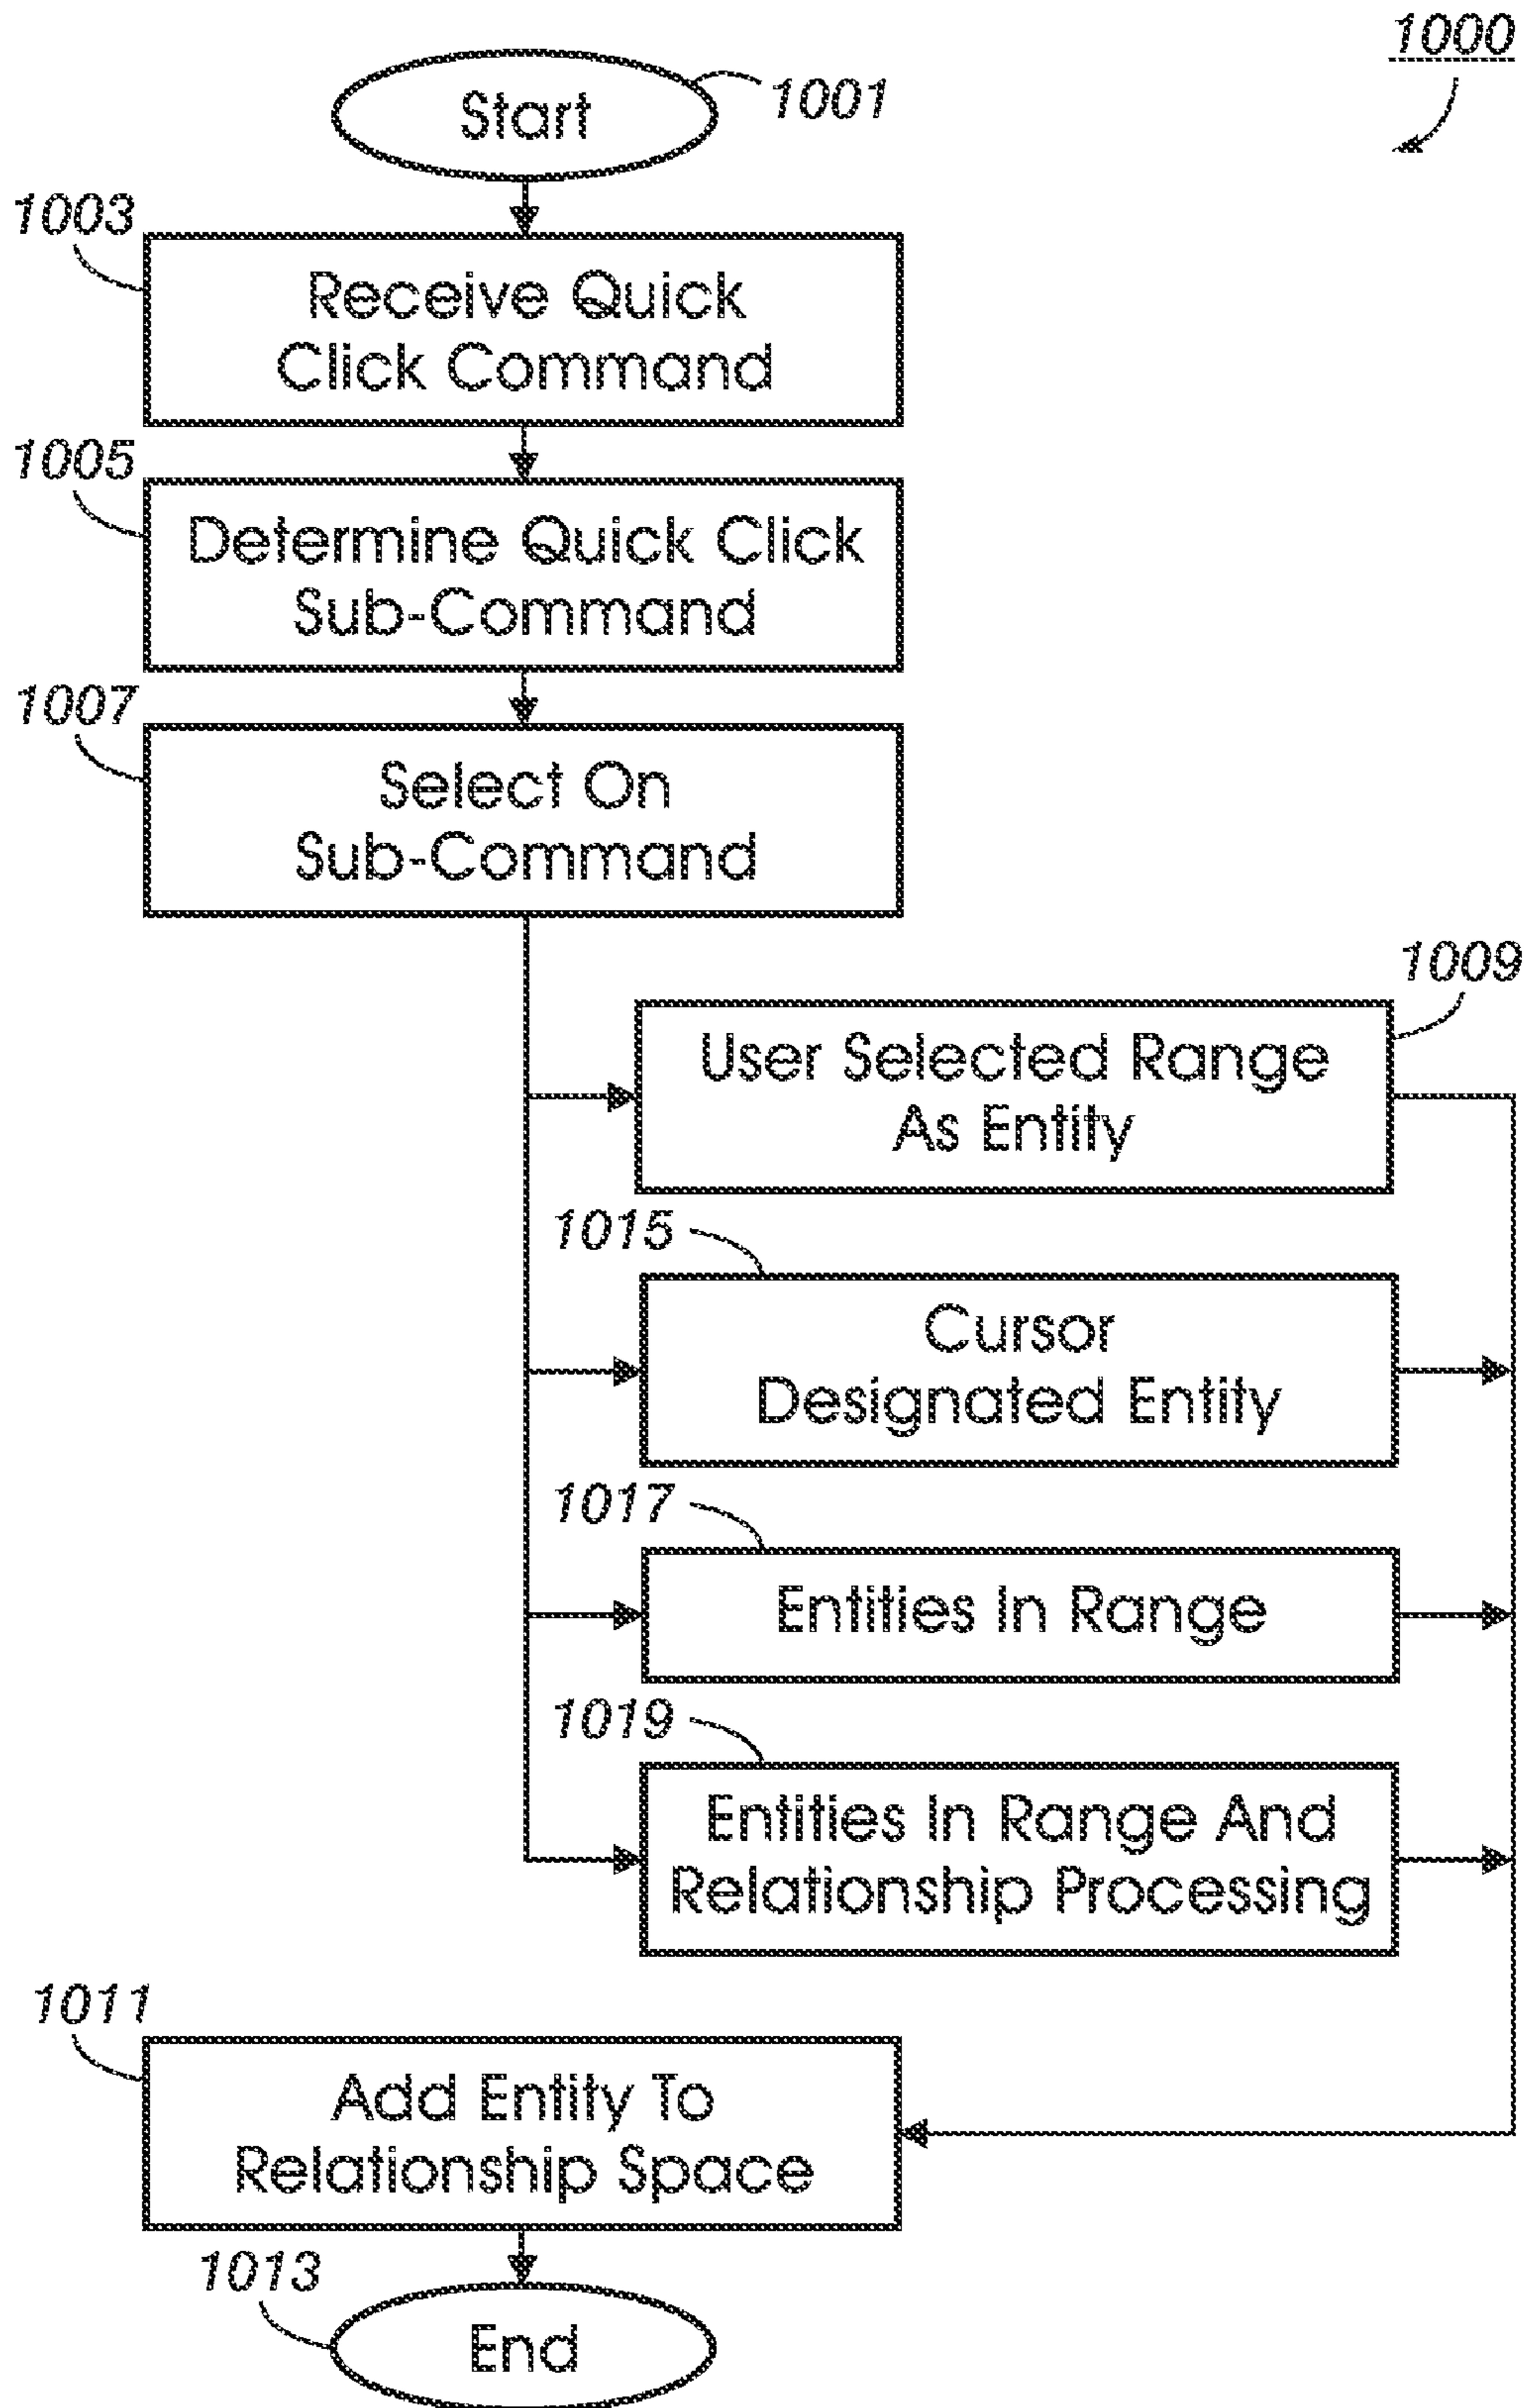 1000
Start
1001
1003
Receive Quick
Click Command
1005
Determine Quick Click
Sub-Command
1007
Select On
Sub-Command
1009
User Selected Range
As Entity
1015
Cursor
Designated Entity
1017
Entities In Range
1019
Entities In Range And
Relationship Processing
1011
Add Entity To
Relationship Space
1013
End